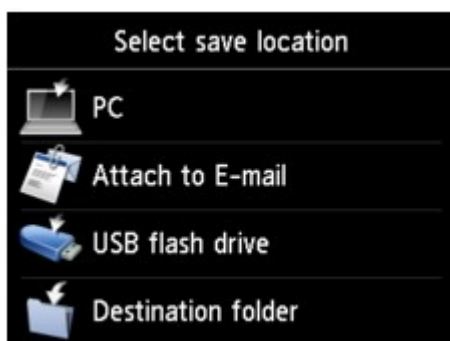 Select save location
PC
Attach to E-mail
USB flash drive
Destination folder